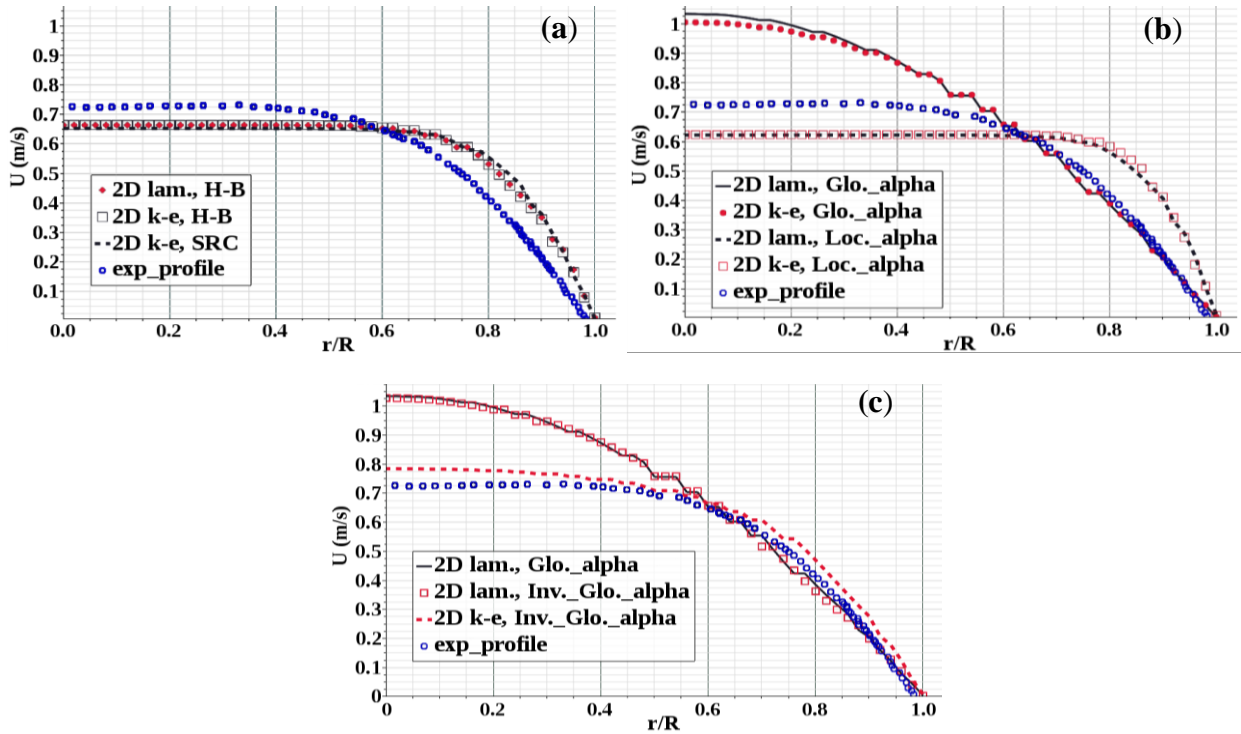 (a)
1
0.9
0.8
0.7
0.6
0.5
0.4
0.3
0.2
0.1
U (m/s)
2D lam., H-B
2D k-e, H-B
2D k-e, SRC
exp_profile
0.0 0.2 0.4 0.6 0.8 1.0
r/R
(b)
1
0.9
0.8
0.7
0.6
0.5
0.4
0.3
0.2
0.1
U (m/s)
2D lam., Glo._alpha
2D k-e, Glo._alpha
2D lam., Loc._alpha
2D k-e, Loc._alpha
exp_profile
0.0 0.2 0.4 0.6 0.8 1.0
r/R
(c)
1
0.9
0.8
0.7
0.6
0.5
0.4
0.3
0.2
0.1
0
U (m/s)
2D lam., Glo._alpha
2D lam., Inv._Glo._alpha
2D k-e, Inv._Glo._alpha
exp_profile
0 0.2 0.4 0.6 0.8 1.0
r/R